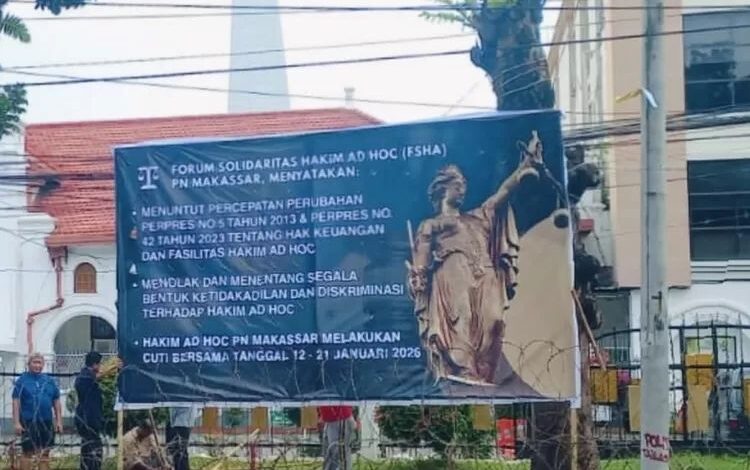 FORUM SOLIDARITAS HAKIM AD HOC (FSHA)
PN MAKASSAR, MENYATAKAN:
• MENUNTUT PERCEPATAN PERUBAHAN
PERPRES NO 5 TAHUN 2013 & PERPRES NO.
42 TAHUN 2023 TENTANG HAK KEUANGAN
DAN FASILITAS HAKIM AD HOC
• MENOLAK DAN MENENTANG SEGALA
BENTUK KETIDAKADILAN DAN DISKRIMINASI
TERHADAP HAKIM AD HOC
• HAKIM AD HOC PN MAKASSAR MELAKUKAN
CUTI BERSAMA TANGGAL 12 - 21 JANUARI 2026